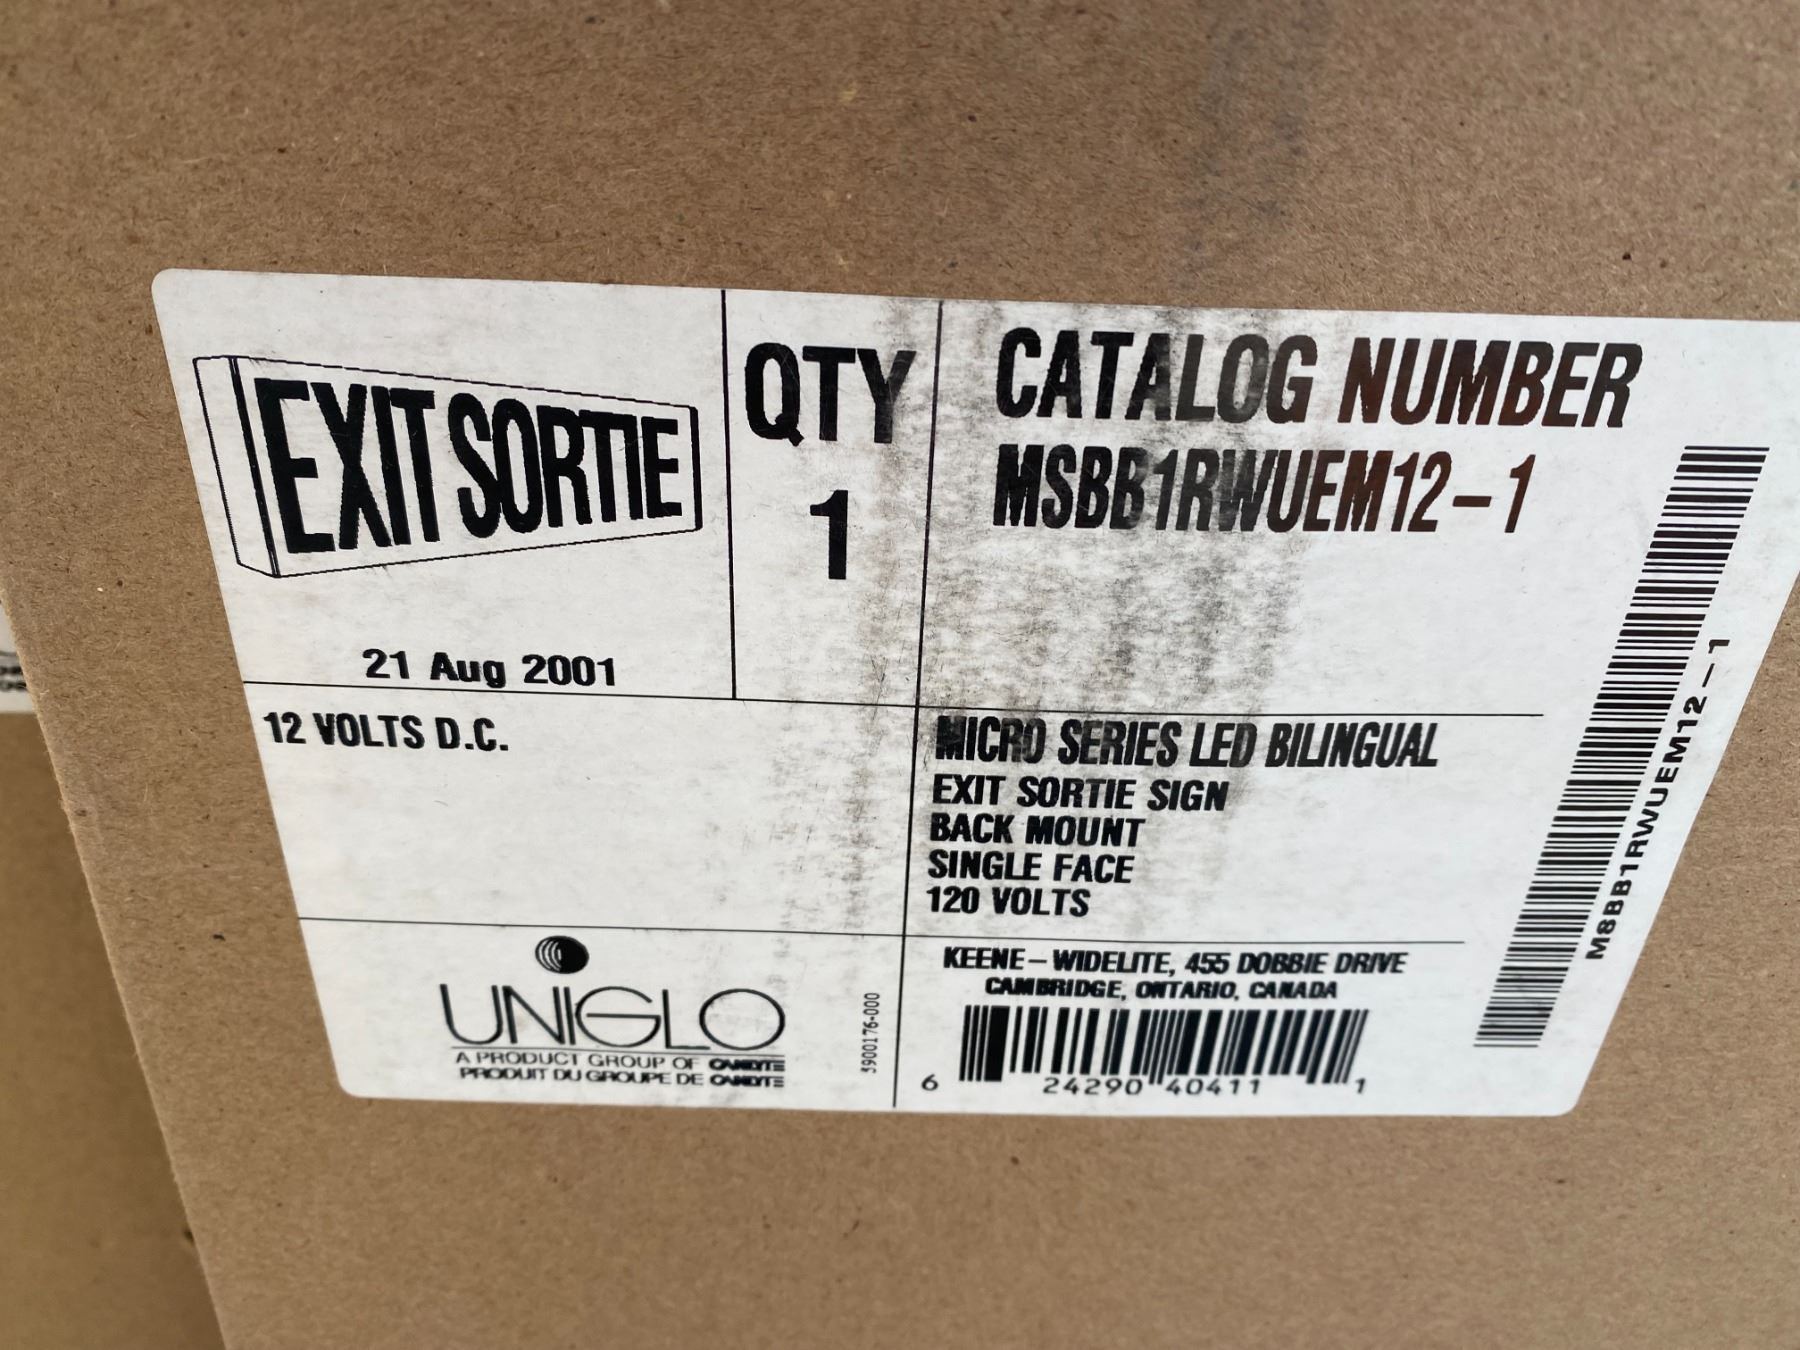 EXIT SORTIE
21 Aug 2001
QTY
1
CATALOG NUMBER
MSBB1RWUEM12-1
12 VOLTS D.C.
MICRO SERIES LED BILINGUAL
EXIT SORTIE SIGN
BACK MOUNT
SINGLE FACE
120 VOLTS
UNIGLO
A PRODUCT GROUP OF CANLYTE
PRODUIT DU GROUPE DE CANLYTE
5900176-000
KEENE-WIDELITE, 455 DOBBIE DRIVE
CAMBRIDGE, ONTARIO, CANADA
6 24290 40411 1
MSBB1RWUEM12-1